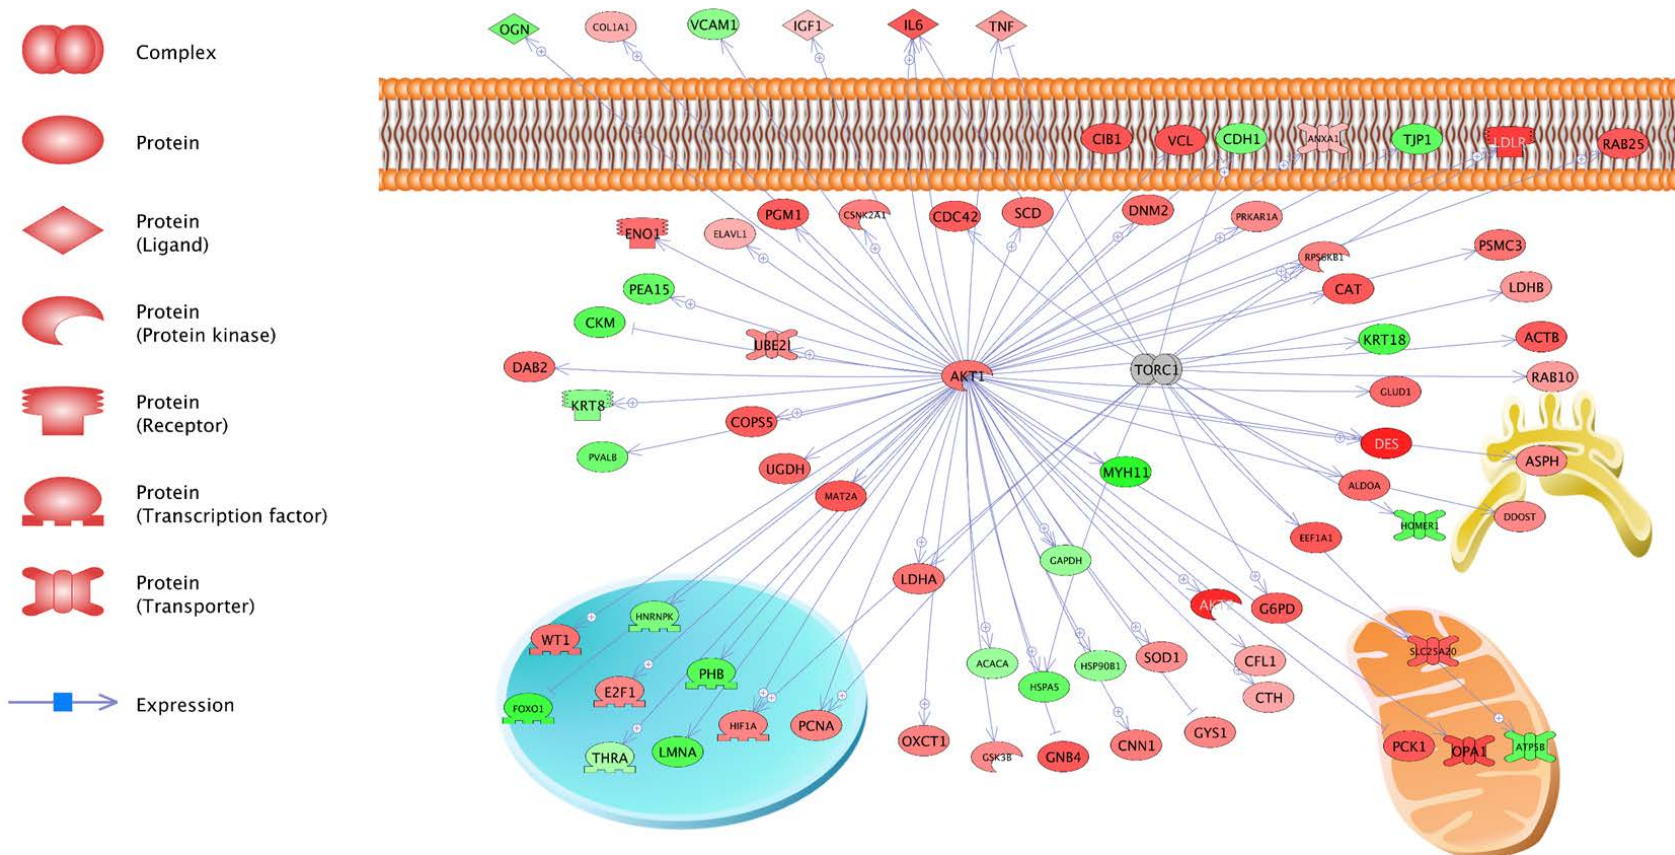 Complex
Protein
Protein
(Ligand)
Protein
(Protein kinase)
Protein
(Receptor)
Protein
(Transcription factor)
Protein
(Transporter)
Expression
OGN
COL1A1
VCAM1
IGF1
IL6
TNF
CIB1
VCL
CDH1
ANXA1
TJP1
LDLR
RAB25
PGM1
CSNK2A1
CDC42
SCD
DNM2
PRKAR1A
ENO1
ELAVL1
PSMC3
RPS6KB1
PEA15
CAT
LDHB
CKM
UBE2I
KRT18
ACTB
DAB2
AKT1
TORC1
RAB10
KRT8
GLUD1
COPS5
PVALB
DES
UGDH
MYH11
ASPH
MAT2A
ALDOA
HOMER1
DDOST
EEF1A1
GAPDH
LDHA
G6PD
WT1
HNRNPK
SLC25A20
ACACA
HSP90B1
SOD1
CFL1
PHB
E2F1
HSPA5
CTH
FOXO1
HIF1A
PCNA
THRA
LMNA
OXCT1
GSK3B
GNB4
CNN1
GYS1
PCK1
OPA1
ATP5B